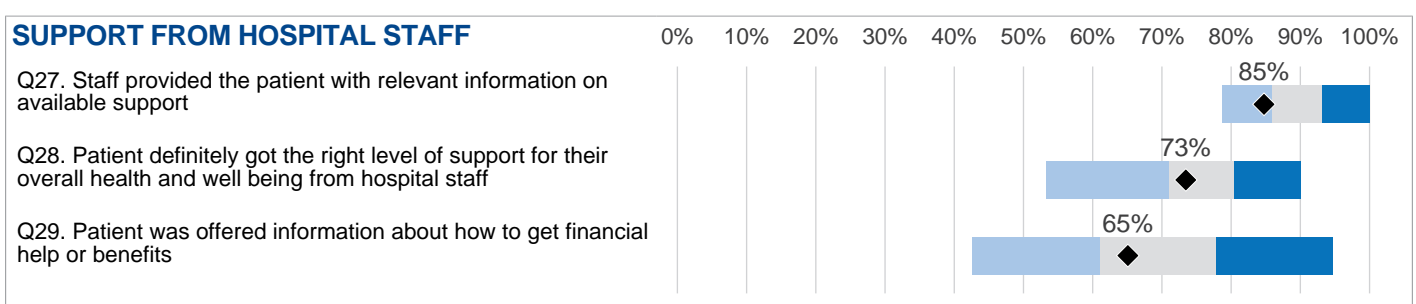 SUPPORT FROM HOSPITAL STAFF 0% 10% 20% 30% 40% 50% 60% 70% 80% 90% 100%
Q27. Staff provided the patient with relevant information on
available support
85%
Q28. Patient definitely got the right level of support for their
overall health and well being from hospital staff
73%
Q29. Patient was offered information about how to get financial
help or benefits
65%